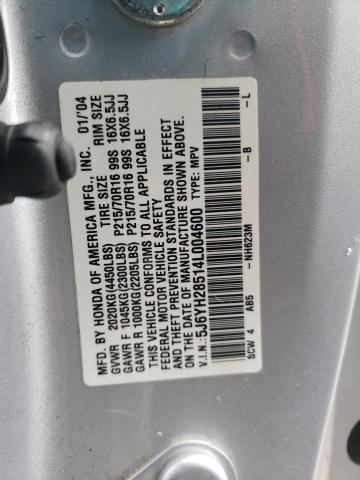 MFD. BY HONDA OF AMERICA MFG., INC. 01/'04
TIRE SIZE RIM SIZE
GVWR 2020KG(4450LBS)
GAWR F 1045KG(2300LBS) P215/70R16 99S 16X6.5JJ
GAWR R 1000KG(2205LBS) P215/70R16 99S 16X6.5JJ
THIS VEHICLE CONFORMS TO ALL APPLICABLE
FEDERAL MOTOR VEHICLE SAFETY
AND THEFT PREVENTION STANDARDS IN EFFECT
ON THE DATE OF MANUFACTURE SHOWN ABOVE.
V.I.N.:5J6YH28514L004600 TYPE: MPV
SCW 4 AB5 -NH623M -B -L